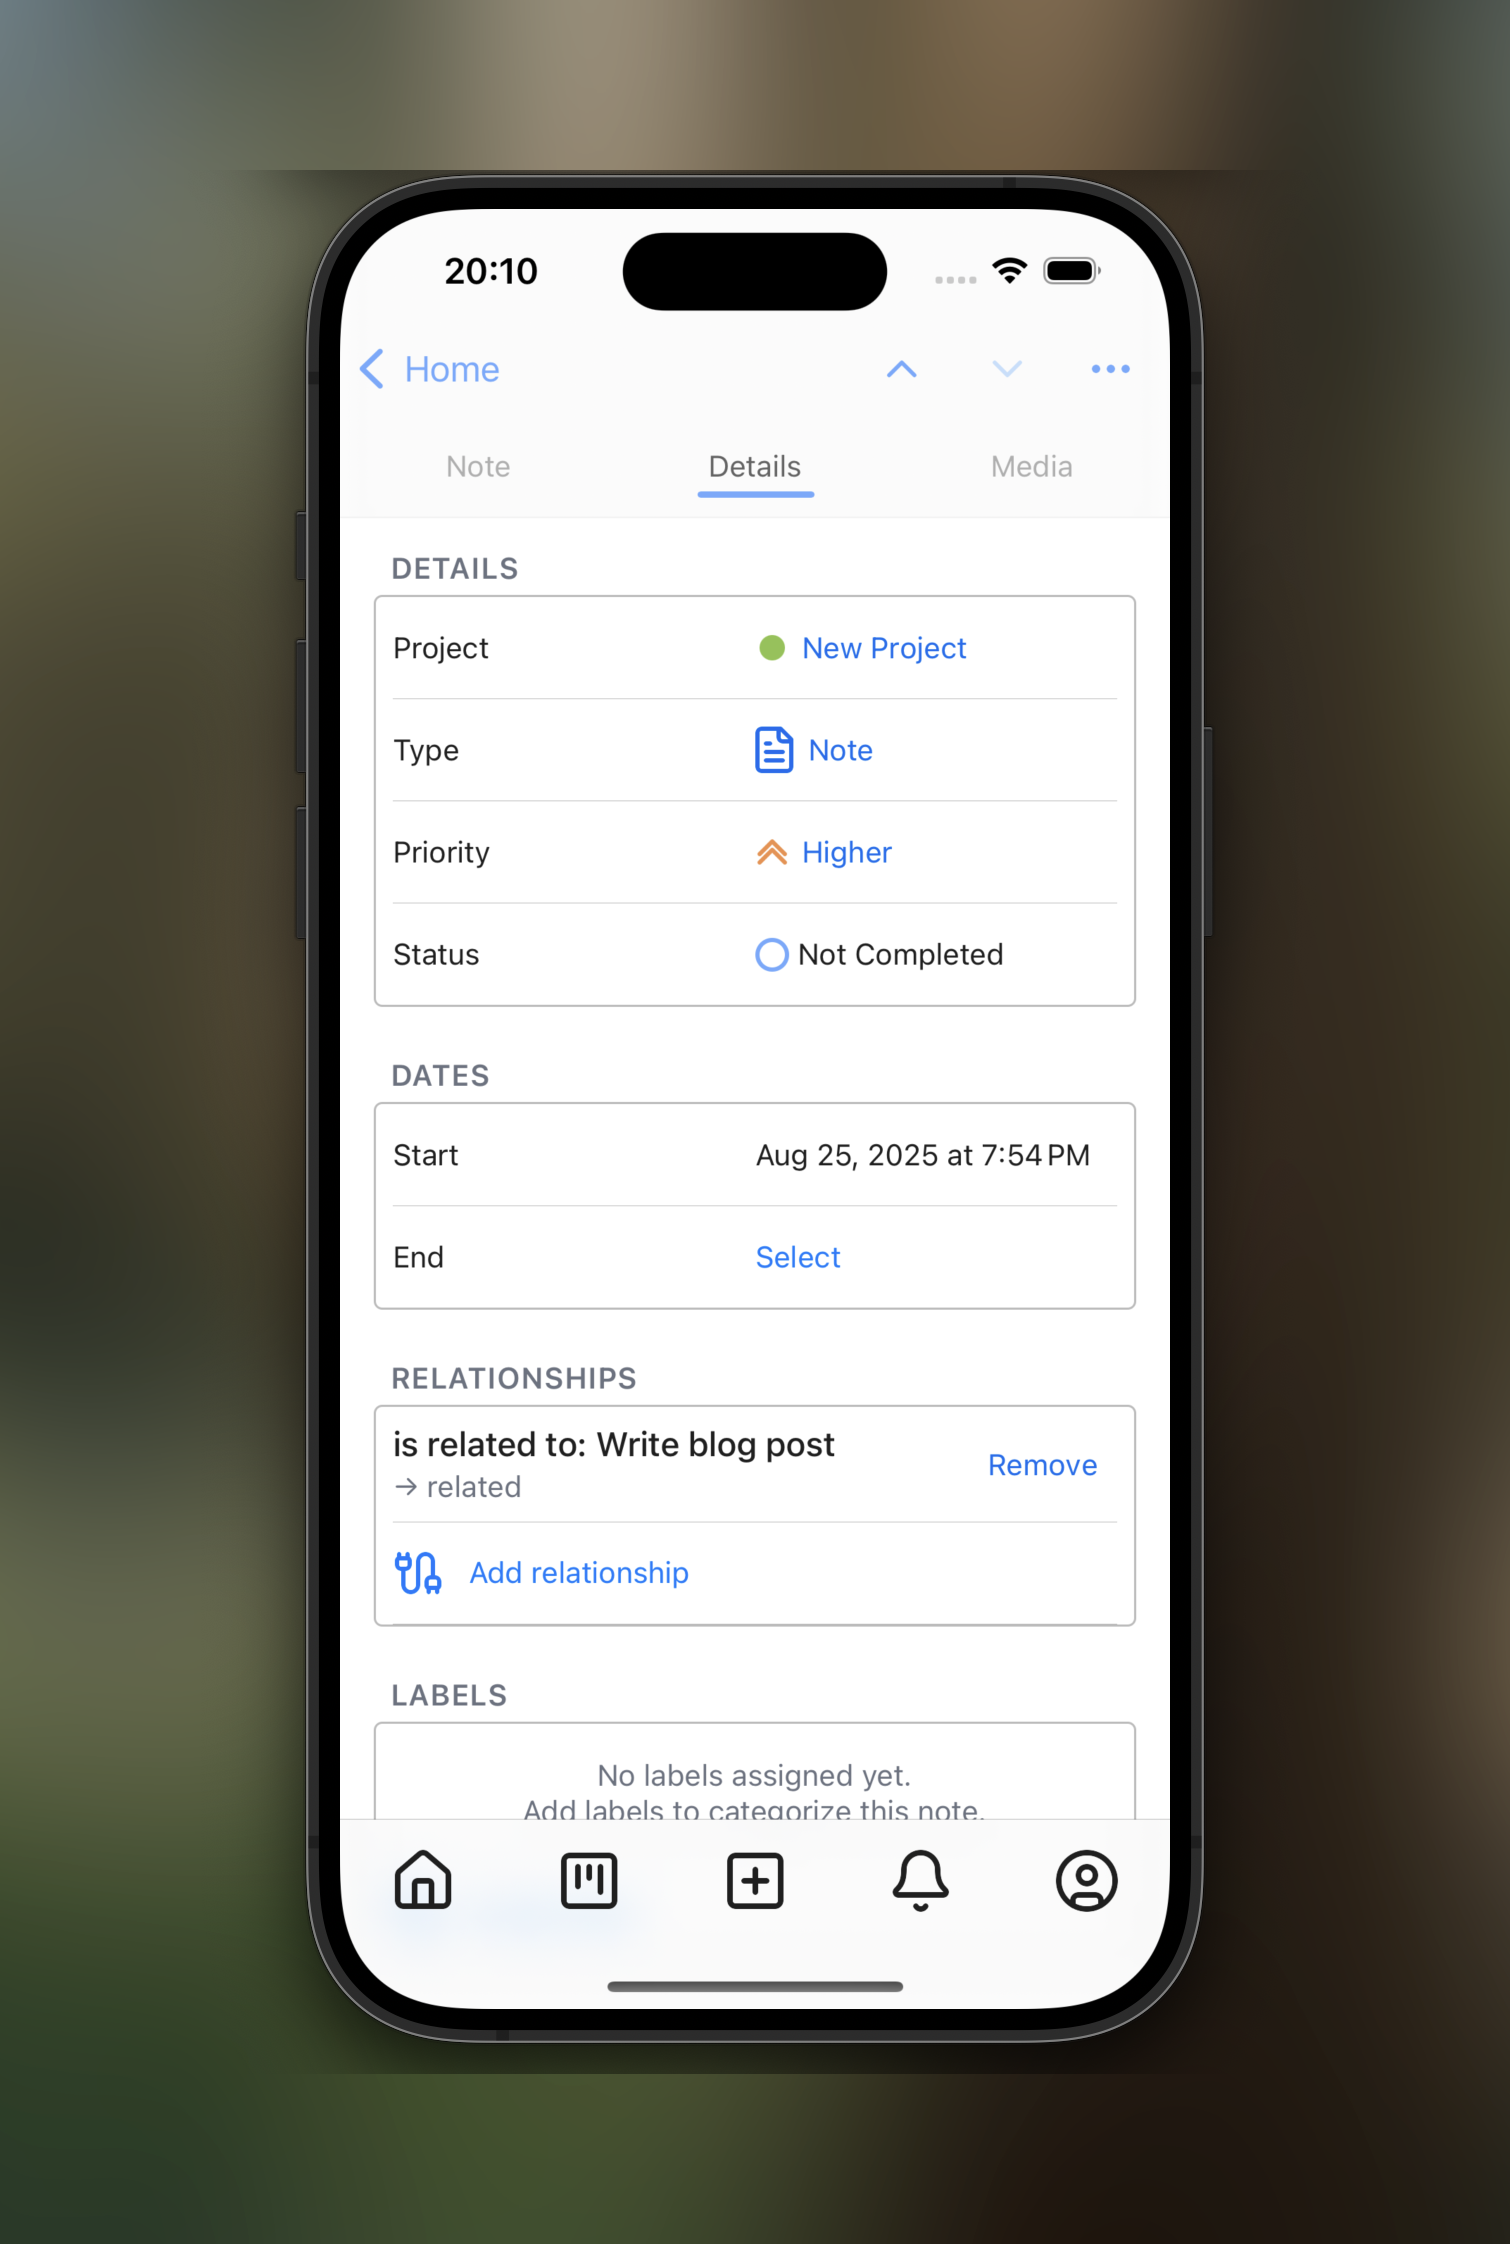 20:10
Home
Note Details Media
DETAILS
Project New Project
Type Note
Priority Higher
Status Not Completed
DATES
Start Aug 25, 2025 at 7:54 PM
End Select
RELATIONSHIPS
is related to: Write blog post
→ related
Remove
Add relationship
LABELS
No labels assigned yet.
Add labels to categorize this note.